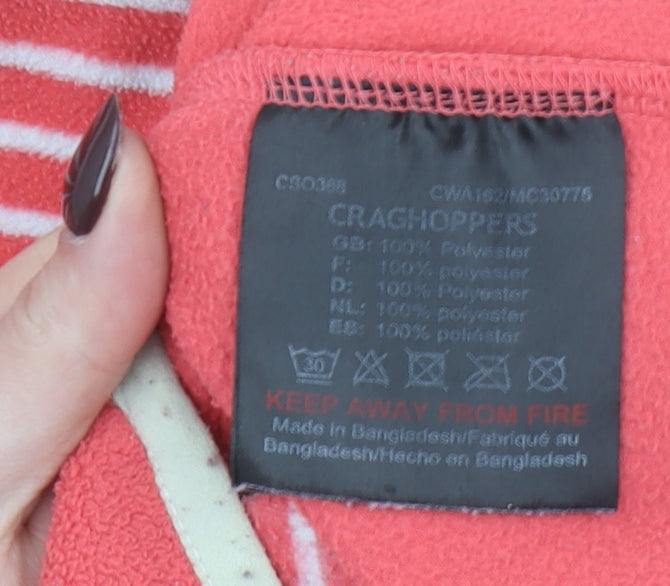 CSO368 CWA162/MC30775
CRAGHOPPERS
GB: 100% Polyester
F: 100% polyester
D: 100% Polyester
NL: 100% polyester
ES: 100% poliéster
30
KEEP AWAY FROM FIRE
Made in Bangladesh/Fabriqué au
Bangladesh/Hecho en Bangladesh